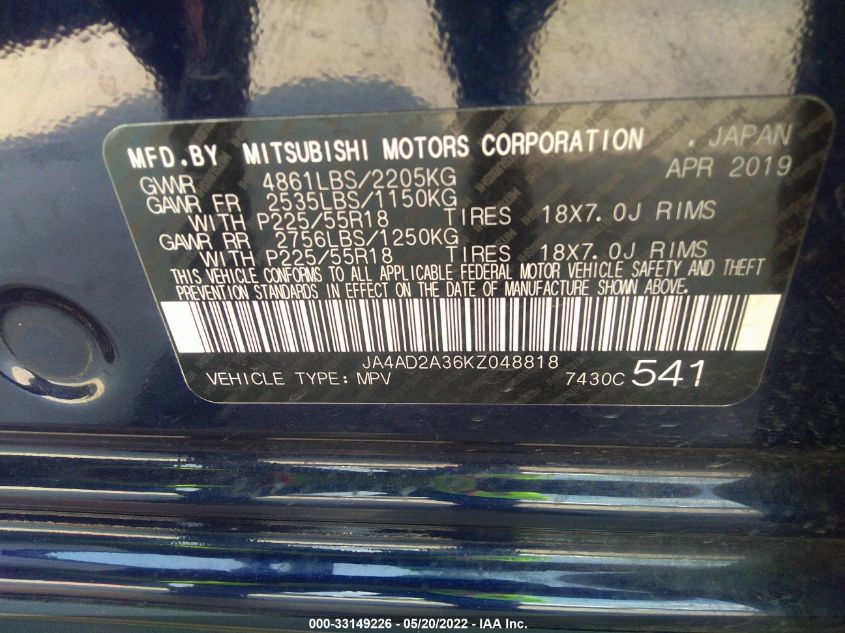 MFD.BY MITSUBISHI MOTORS CORPORATION . JAPAN
APR 2019
GWWR 4861LBS/2205KG
GAWR FR 2535LBS/1150KG
WITH P225/55R18 TIRES 18X7.0J RIMS
GAWR RR 2756LBS/1250KG
WITH P225/55R18 TIRES 18X7.0J RIMS
THIS VEHICLE CONFORMS TO ALL APPLICABLE FEDERAL MOTOR VEHICLE SAFETY AND THEFT
PREVENTION STANDARDS IN EFFECT ON THE DATE OF MANUFACTURE SHOWN ABOVE.
JA4AD2A36KZ048818
VEHICLE TYPE: MPV 7430C 541
000-33149226 - 05/20/2022 - IAA Inc.